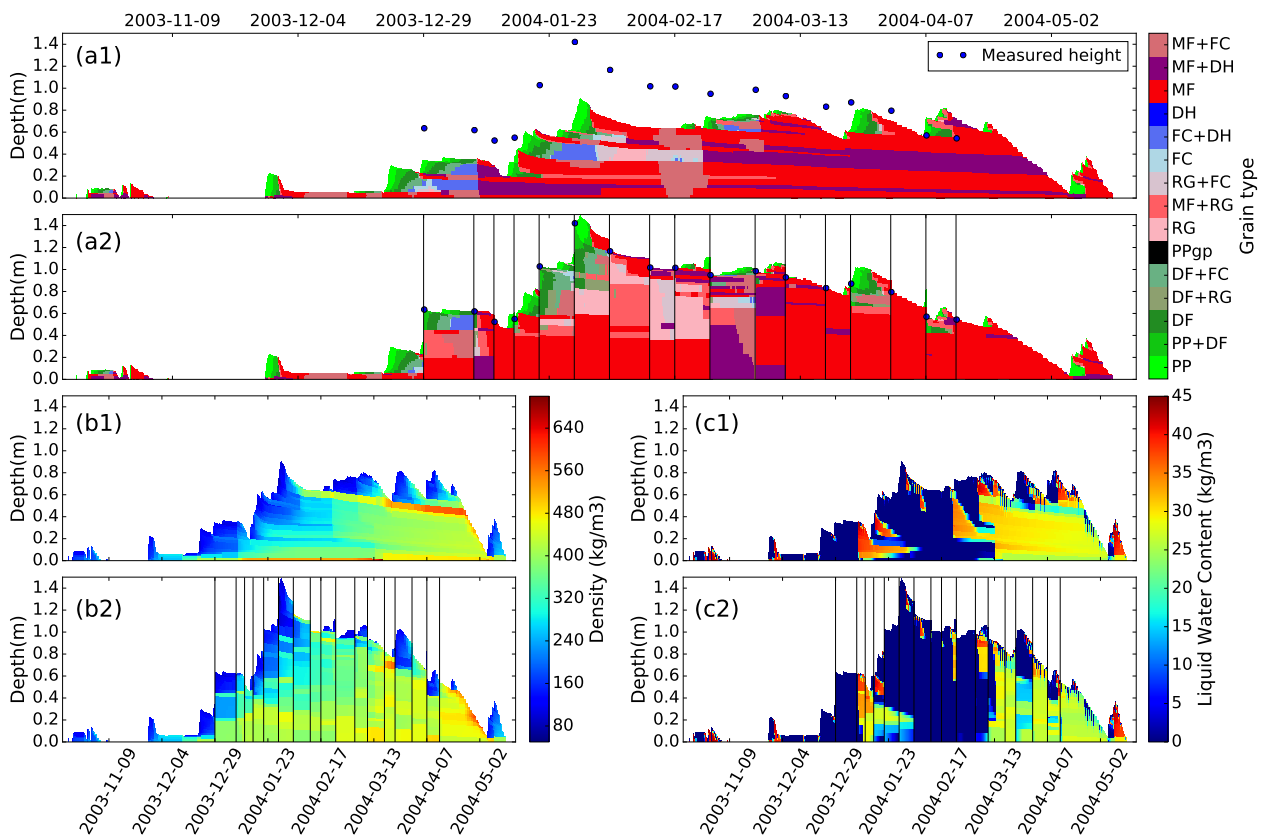 2003-11-09 2003-12-04 2003-12-29 2004-01-23 2004-02-17 2004-03-13 2004-04-07 2004-05-02
(a1)
Measured height
Depth(m)
1.4
1.2
1.0
0.8
0.6
0.4
0.2
0.0
(a2)
Depth(m)
1.4
1.2
1.0
0.8
0.6
0.4
0.2
0.0
MF+FC
MF+DH
MF
DH
FC+DH
FC
RG+FC
MF+RG
RG
PPgp
DF+FC
DF+RG
DF
PP+DF
PP
Grain type
(b1)
Depth(m)
1.4
1.2
1.0
0.8
0.6
0.4
0.2
0.0
(b2)
Depth(m)
1.4
1.2
1.0
0.8
0.6
0.4
0.2
0.0
2003-11-09 2003-12-04 2003-12-29 2004-01-23 2004-02-17 2004-03-13 2004-04-07 2004-05-02
640
560
480
400
320
240
160
80
Density (kg/m3)
(c1)
Depth(m)
1.4
1.2
1.0
0.8
0.6
0.4
0.2
0.0
(c2)
Depth(m)
1.4
1.2
1.0
0.8
0.6
0.4
0.2
0.0
2003-11-09 2003-12-04 2003-12-29 2004-01-23 2004-02-17 2004-03-13 2004-04-07 2004-05-02
45
40
35
30
25
20
15
10
5
0
Liquid Water Content (kg/m3)